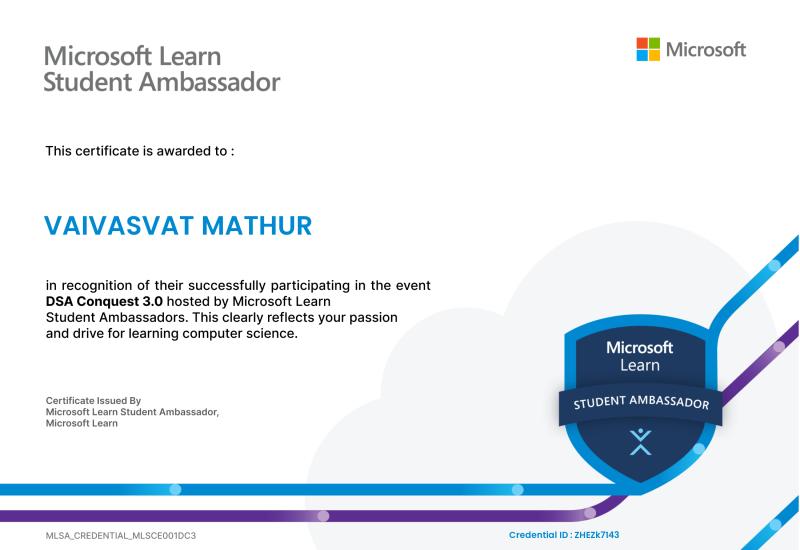 Microsoft Learn
Student Ambassador
Microsoft
This certificate is awarded to :
VAIVASVAT MATHUR
in recognition of their successfully participating in the event
DSA Conquest 3.0 hosted by Microsoft Learn
Student Ambassadors. This clearly reflects your passion
and drive for learning computer science.
Microsoft
Learn
STUDENT AMBASSADOR
Certificate Issued By
Microsoft Learn Student Ambassador,
Microsoft Learn
MLSA_CREDENTIAL_MLSCE001DC3
Credential ID : ZHEZk7143